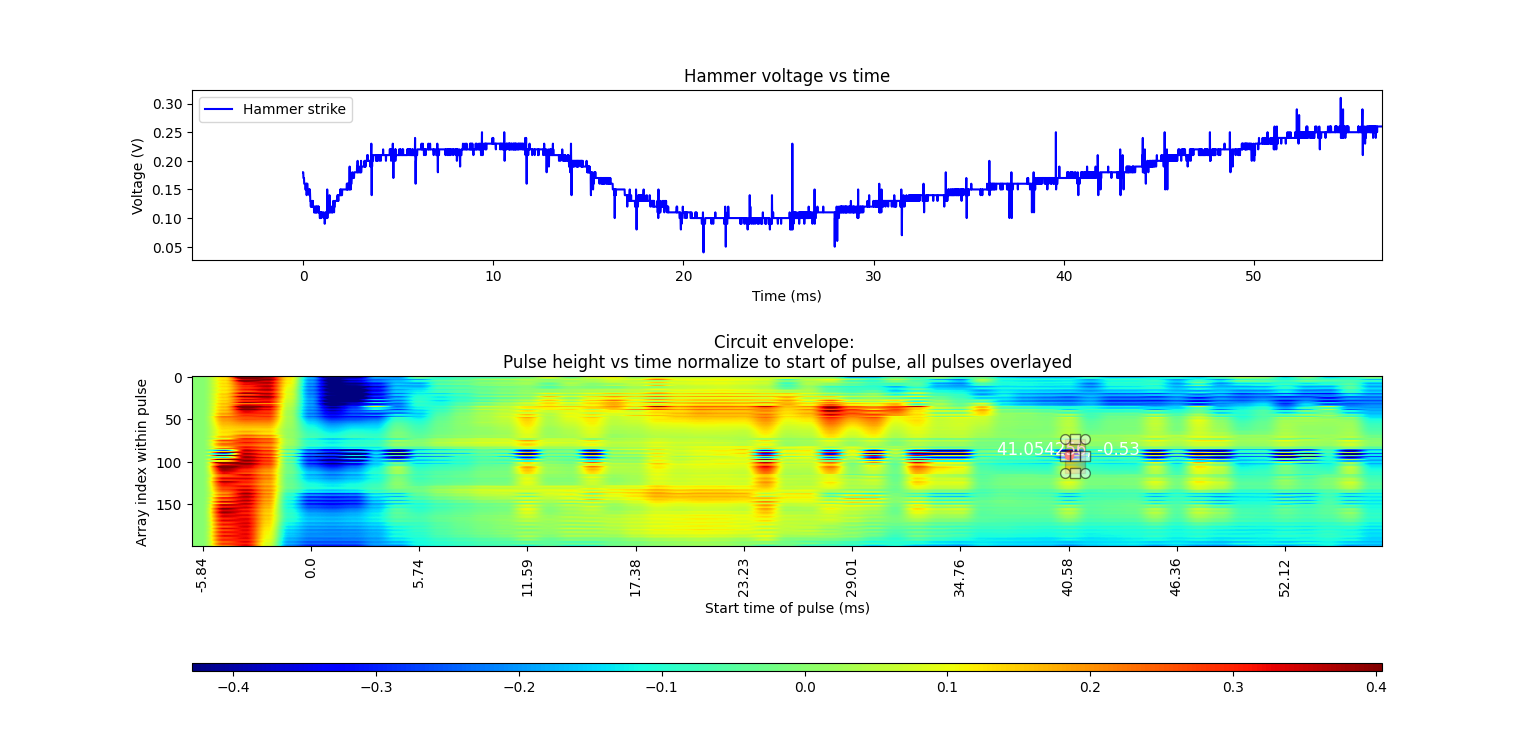 Hammer voltage vs time
Hammer strike
Voltage (V)
0.30
0.25
0.20
0.15
0.10
0.05
0 10 20 30 40 50
Time (ms)
Circuit envelope:
Pulse height vs time normalize to start of pulse, all pulses overlayed
Array index within pulse
0
50
100
150
-0.53
-5.84 0.0 5.74 11.59 17.38 23.23 29.01 34.76 40.58 46.36 52.12
Start time of pulse (ms)
−0.4 −0.3 −0.2 −0.1 0.0 0.1 0.2 0.3 0.4